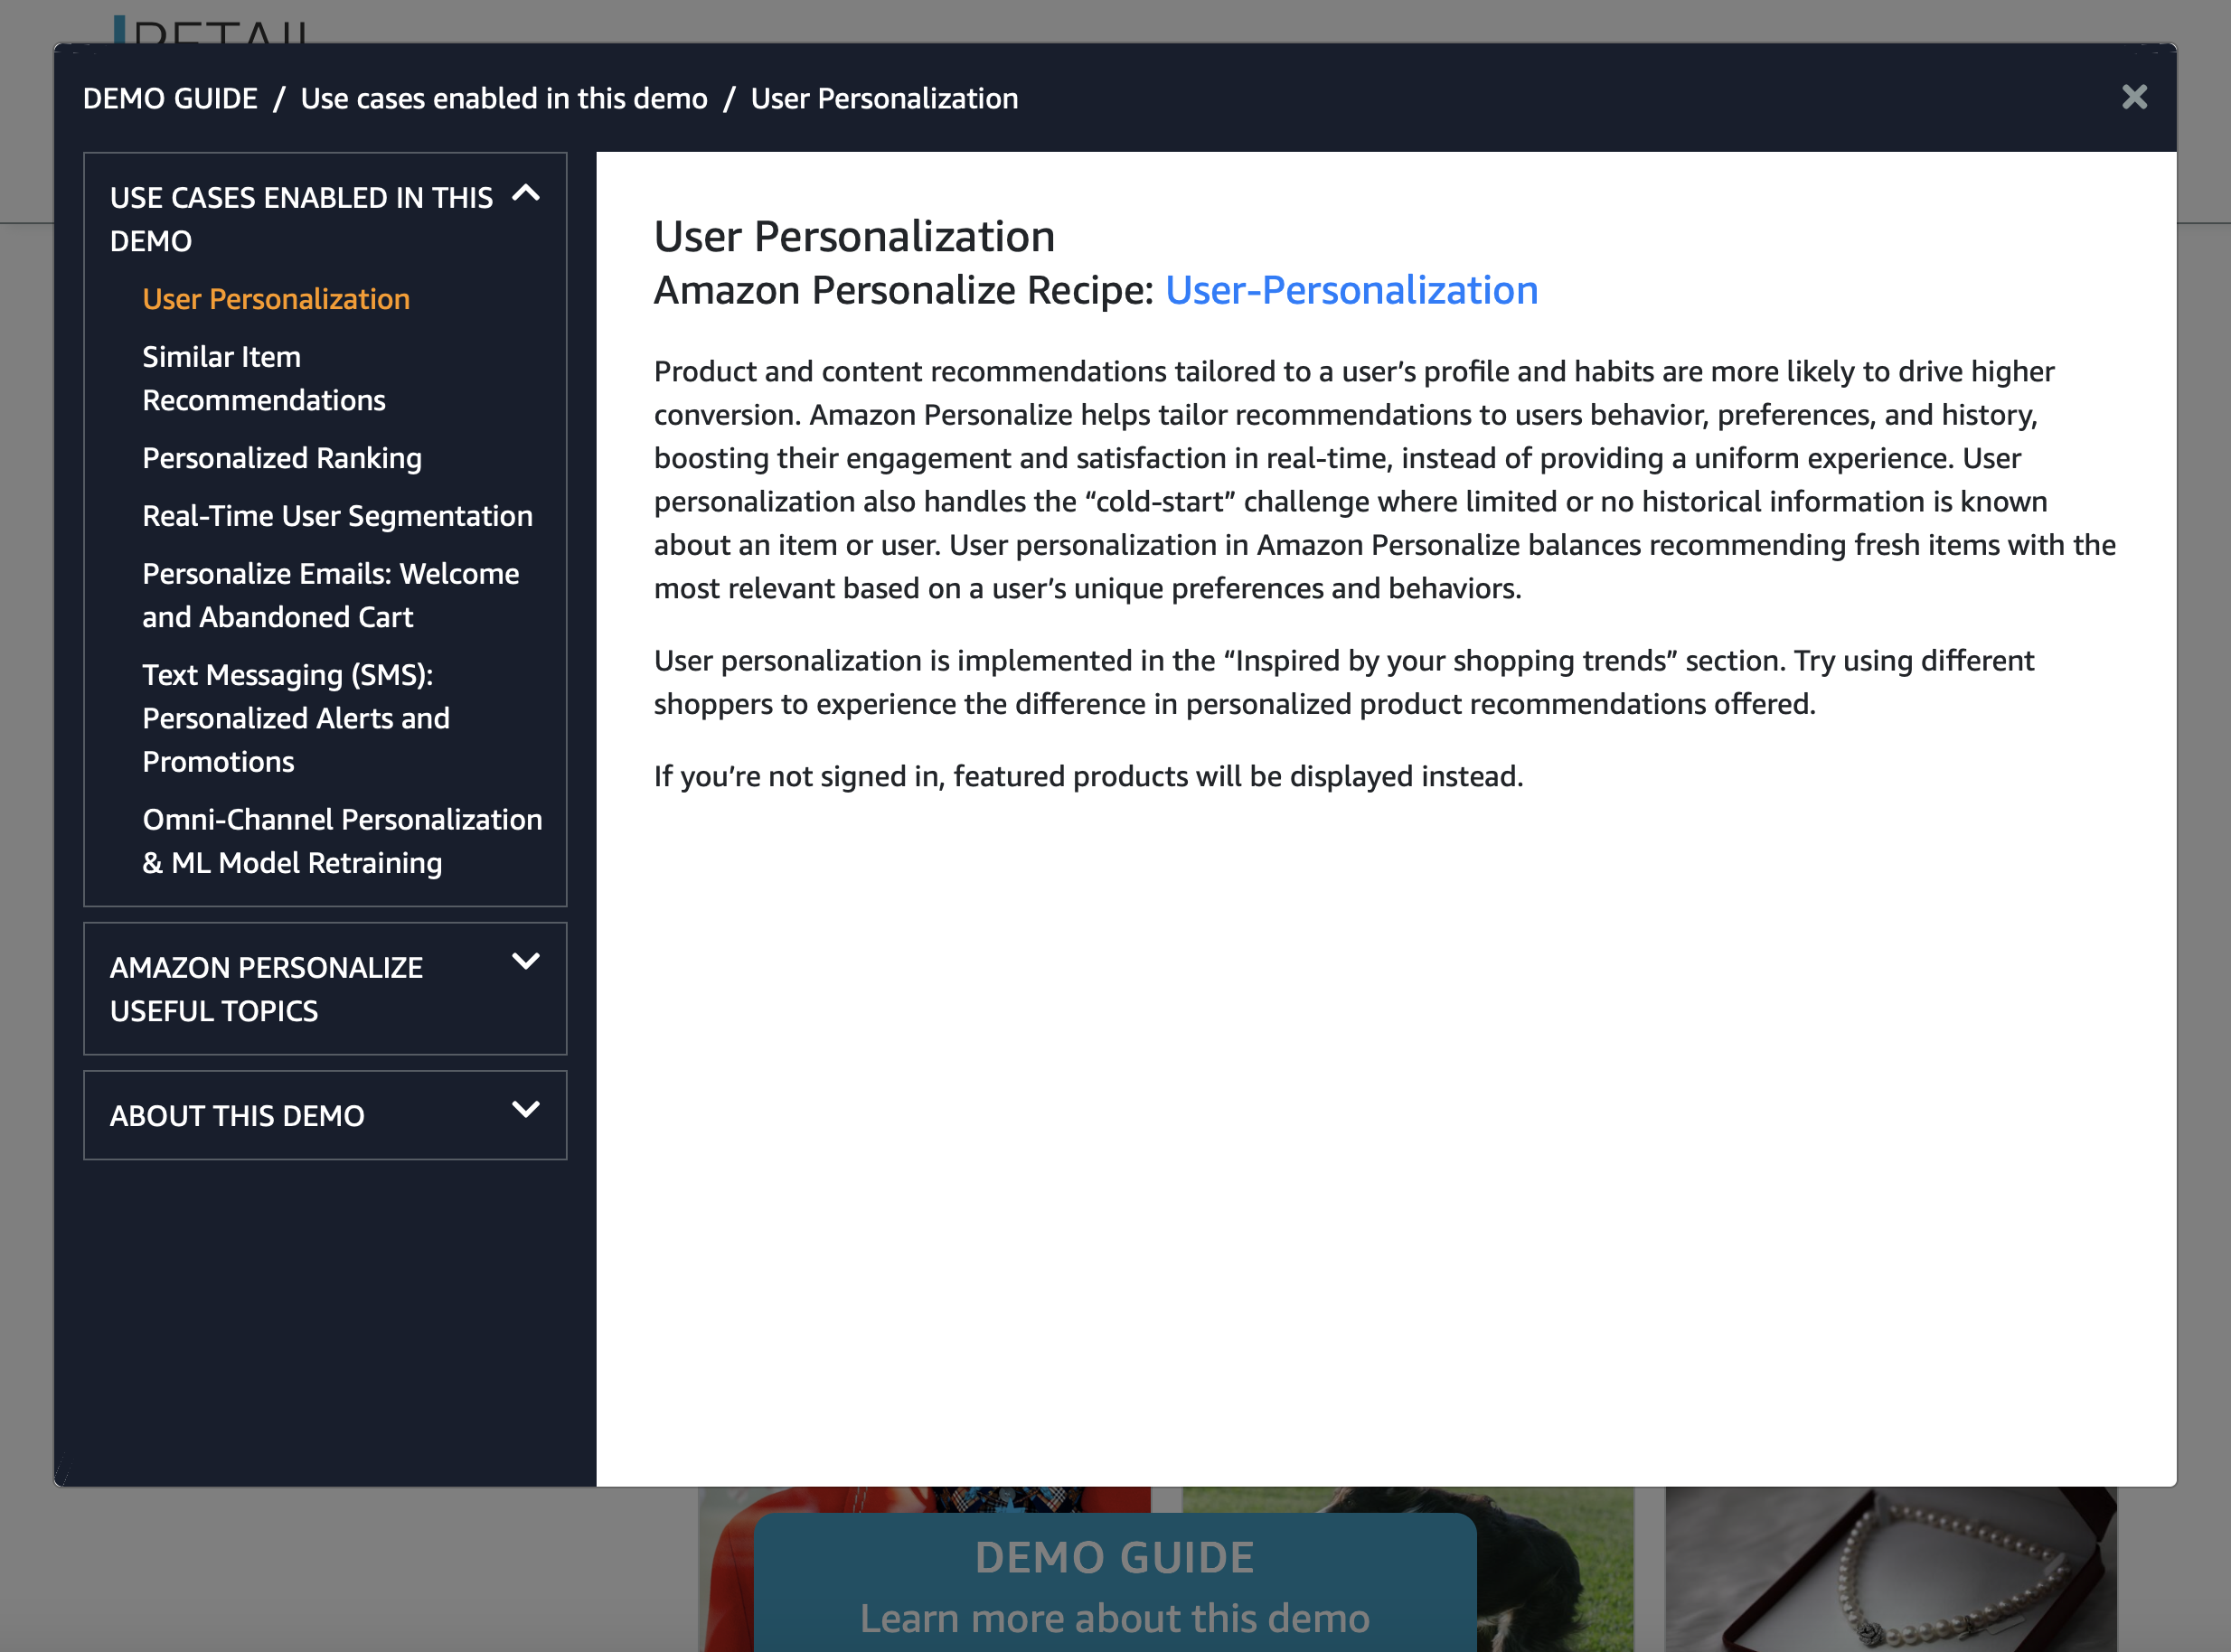 RETAIL
DEMO GUIDE / Use cases enabled in this demo / User Personalization
USE CASES ENABLED IN THIS
DEMO
User Personalization
Similar Item
Recommendations
Personalized Ranking
Real-Time User Segmentation
Personalize Emails: Welcome
and Abandoned Cart
Text Messaging (SMS):
Personalized Alerts and
Promotions
Omni-Channel Personalization
& ML Model Retraining
AMAZON PERSONALIZE
USEFUL TOPICS
ABOUT THIS DEMO
User Personalization
Amazon Personalize Recipe: User-Personalization
Product and content recommendations tailored to a user’s profile and habits are more likely to drive higher
conversion. Amazon Personalize helps tailor recommendations to users behavior, preferences, and history,
boosting their engagement and satisfaction in real-time, instead of providing a uniform experience. User
personalization also handles the “cold-start” challenge where limited or no historical information is known
about an item or user. User personalization in Amazon Personalize balances recommending fresh items with the
most relevant based on a user’s unique preferences and behaviors.
User personalization is implemented in the “Inspired by your shopping trends” section. Try using different
shoppers to experience the difference in personalized product recommendations offered.
If you’re not signed in, featured products will be displayed instead.
DEMO GUIDE
Learn more about this demo